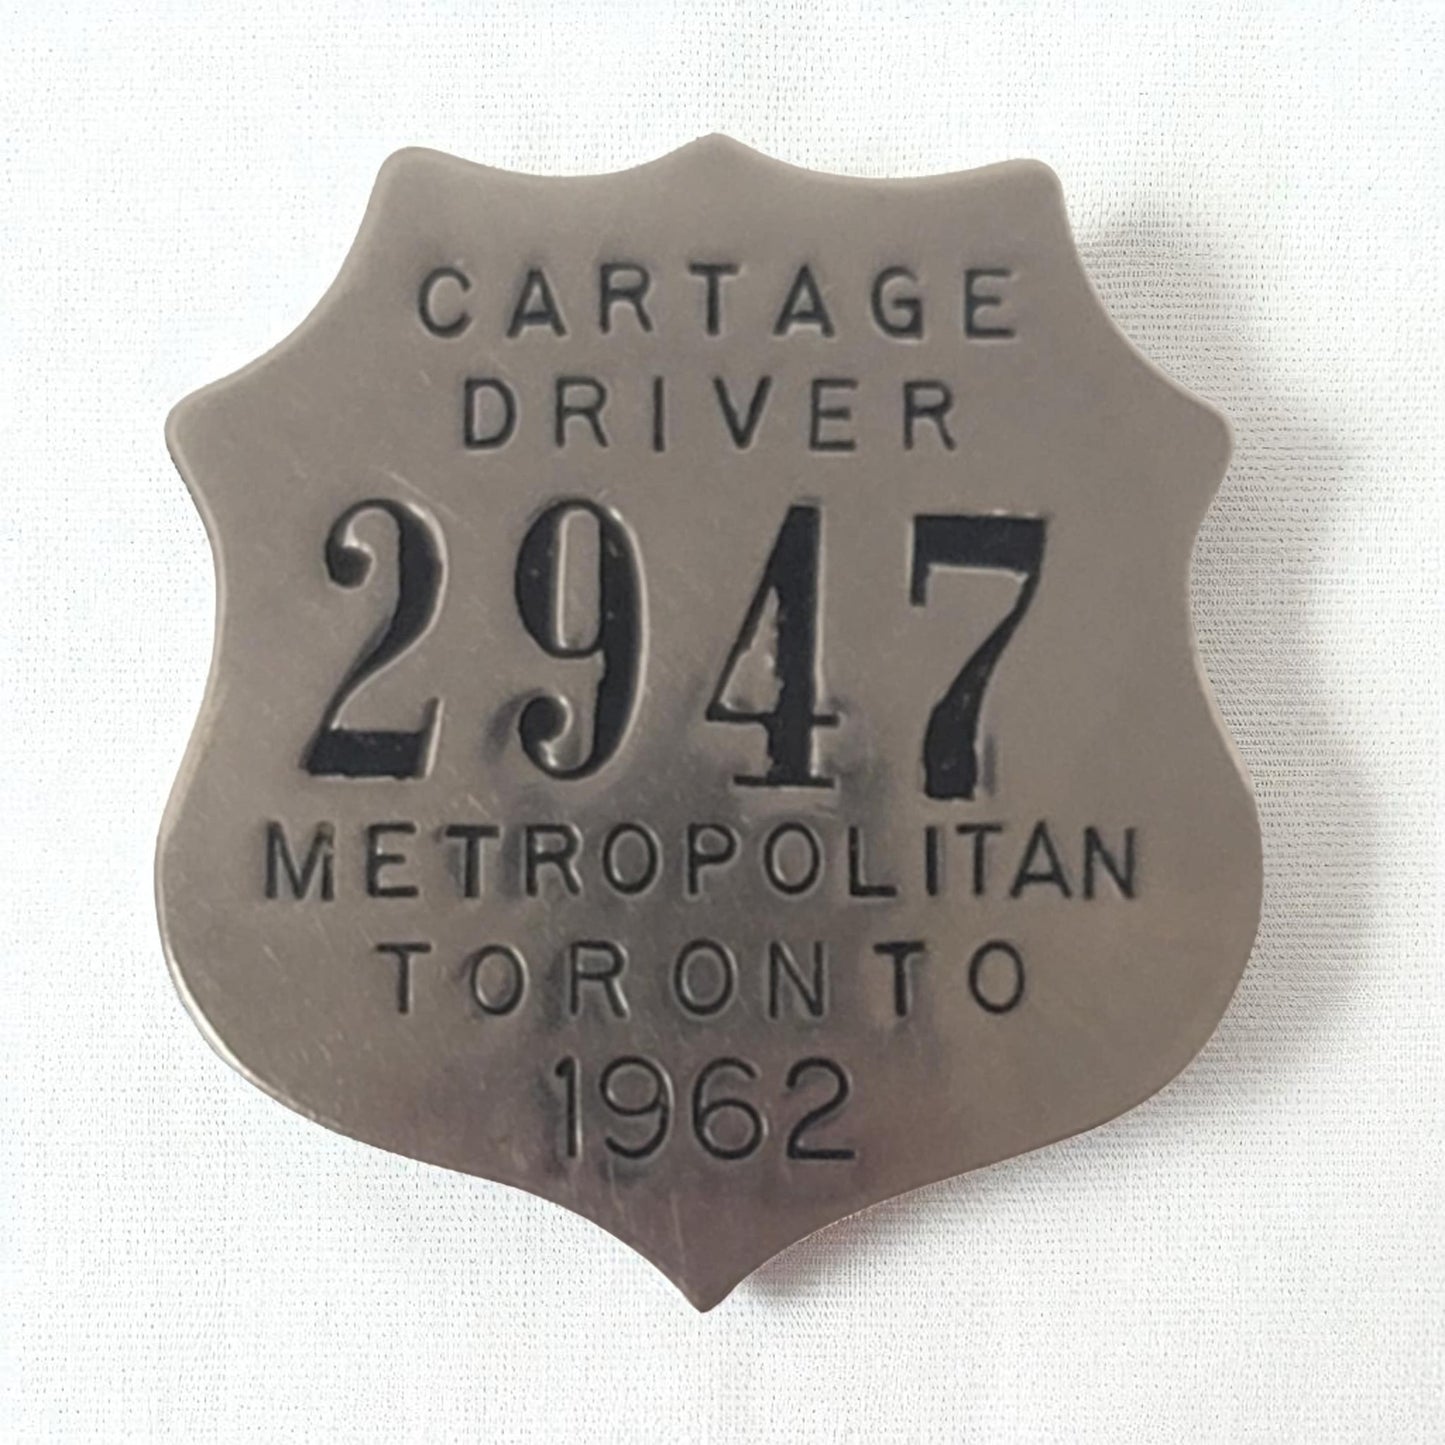 CARTAGE
DRIVER
2947
METROPOLITAN
TORONTO
1962